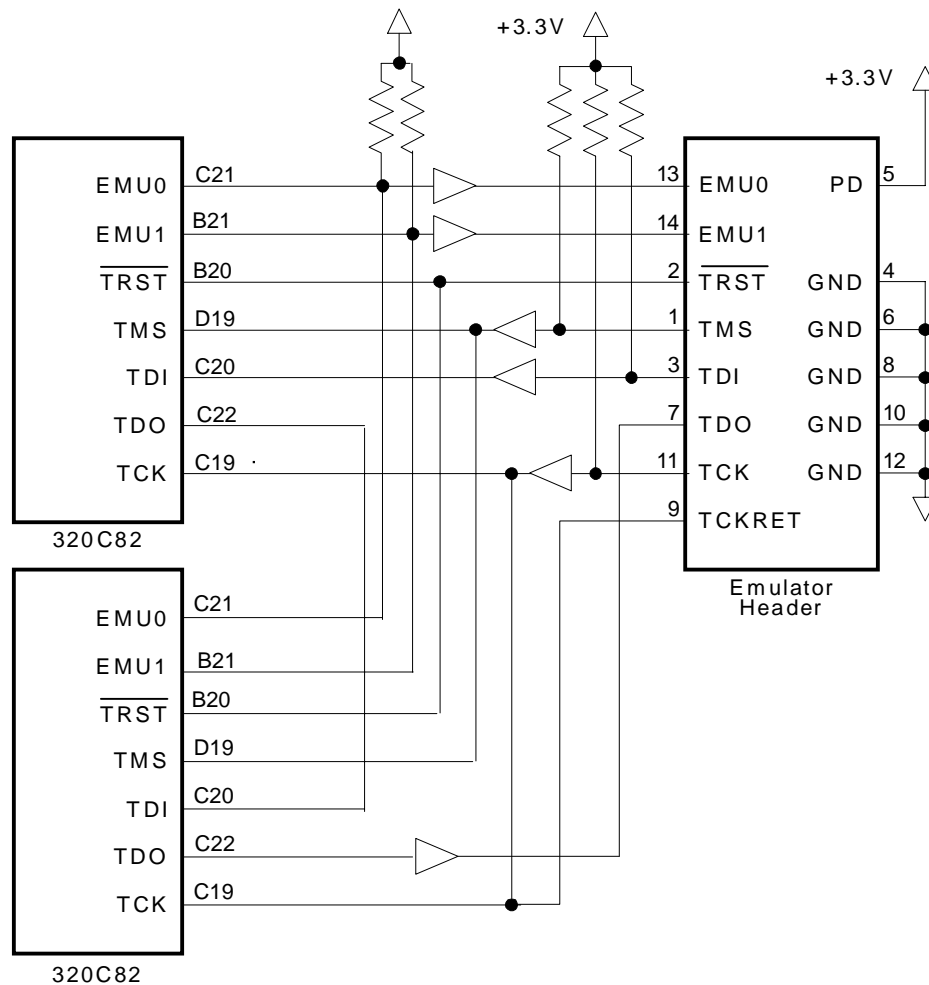 +3.3V
+3.3V
EMU0 C21
EMU1 B21
TRST B20
TMS D19
TDI C20
TDO C22
TCK C19
320C82
13 EMU0 PD 5
14 EMU1
2 TRST GND 4
1 TMS GND 6
3 TDI GND 8
7 TDO GND 10
11 TCK GND 12
9 TCKRET
Emulator
Header
EMU0 C21
EMU1 B21
TRST B20
TMS D19
TDI C20
TDO C22
TCK C19
320C82